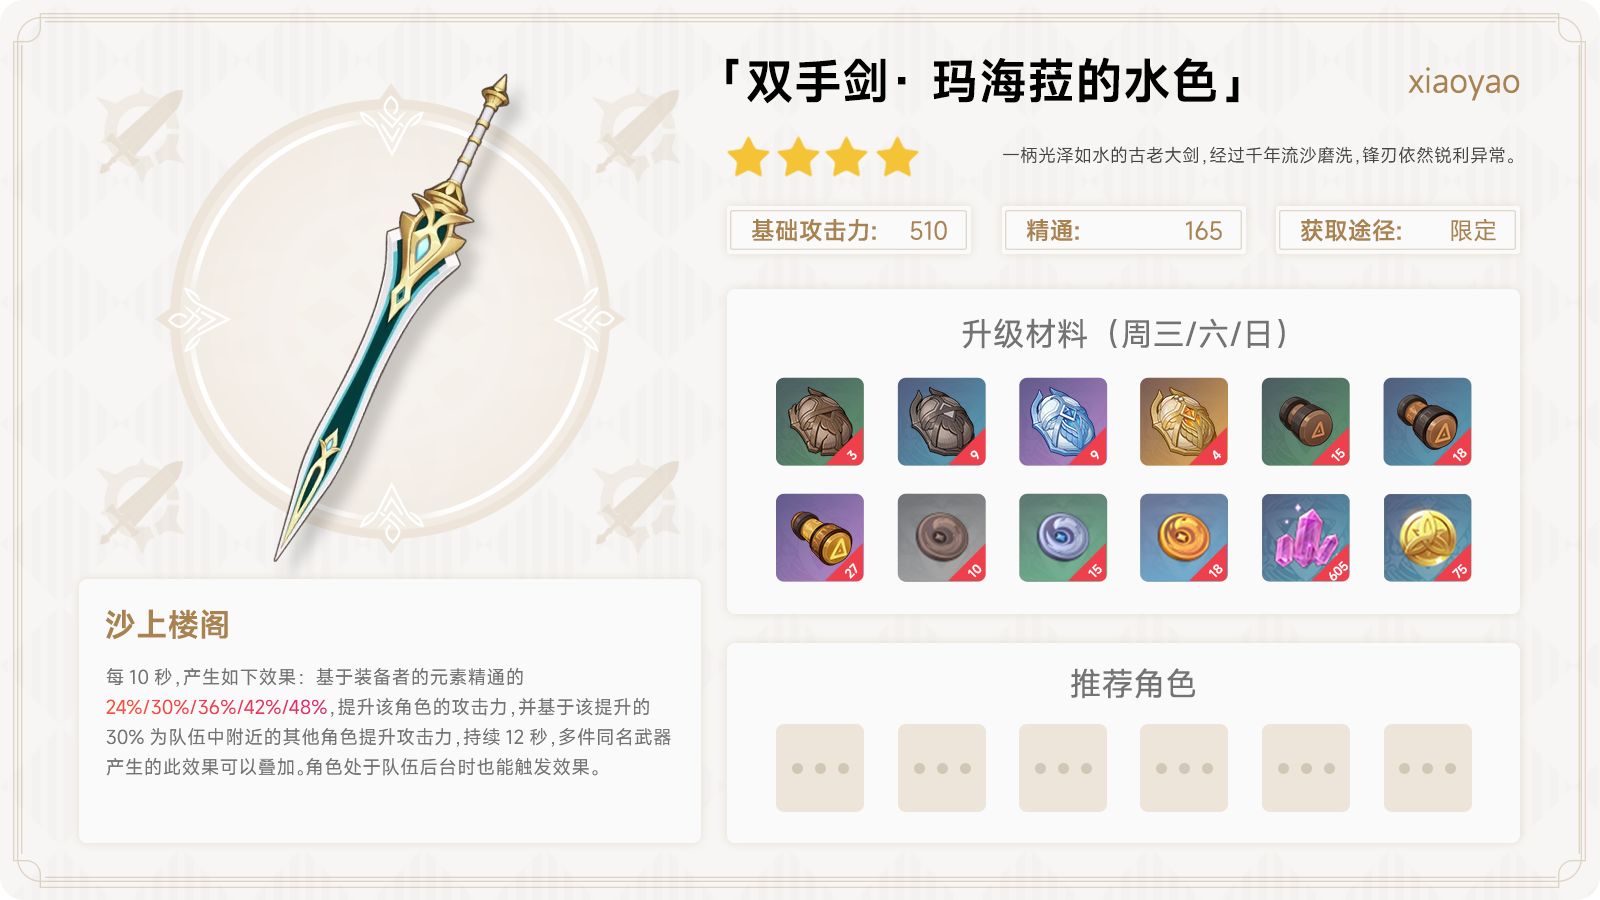 「双手剑· 玛海菈的水色」
xiaoyao
一柄光泽如水的古老大剑,经过千年流沙磨洗,锋刃依然锐利异常。
基础攻击力: 510
精通: 165
获取途径: 限定
升级材料（周三/六/日）
3 9 9 4 15 18
27 10 15 18 605 75
沙上楼阁
每 10 秒,产生如下效果：基于装备者的元素精通的
24%/30%/36%/42%/48%,提升该角色的攻击力,并基于该提升的
30% 为队伍中附近的其他角色提升攻击力,持续 12 秒,多件同名武器
产生的此效果可以叠加。角色处于队伍后台时也能触发效果。
推荐角色